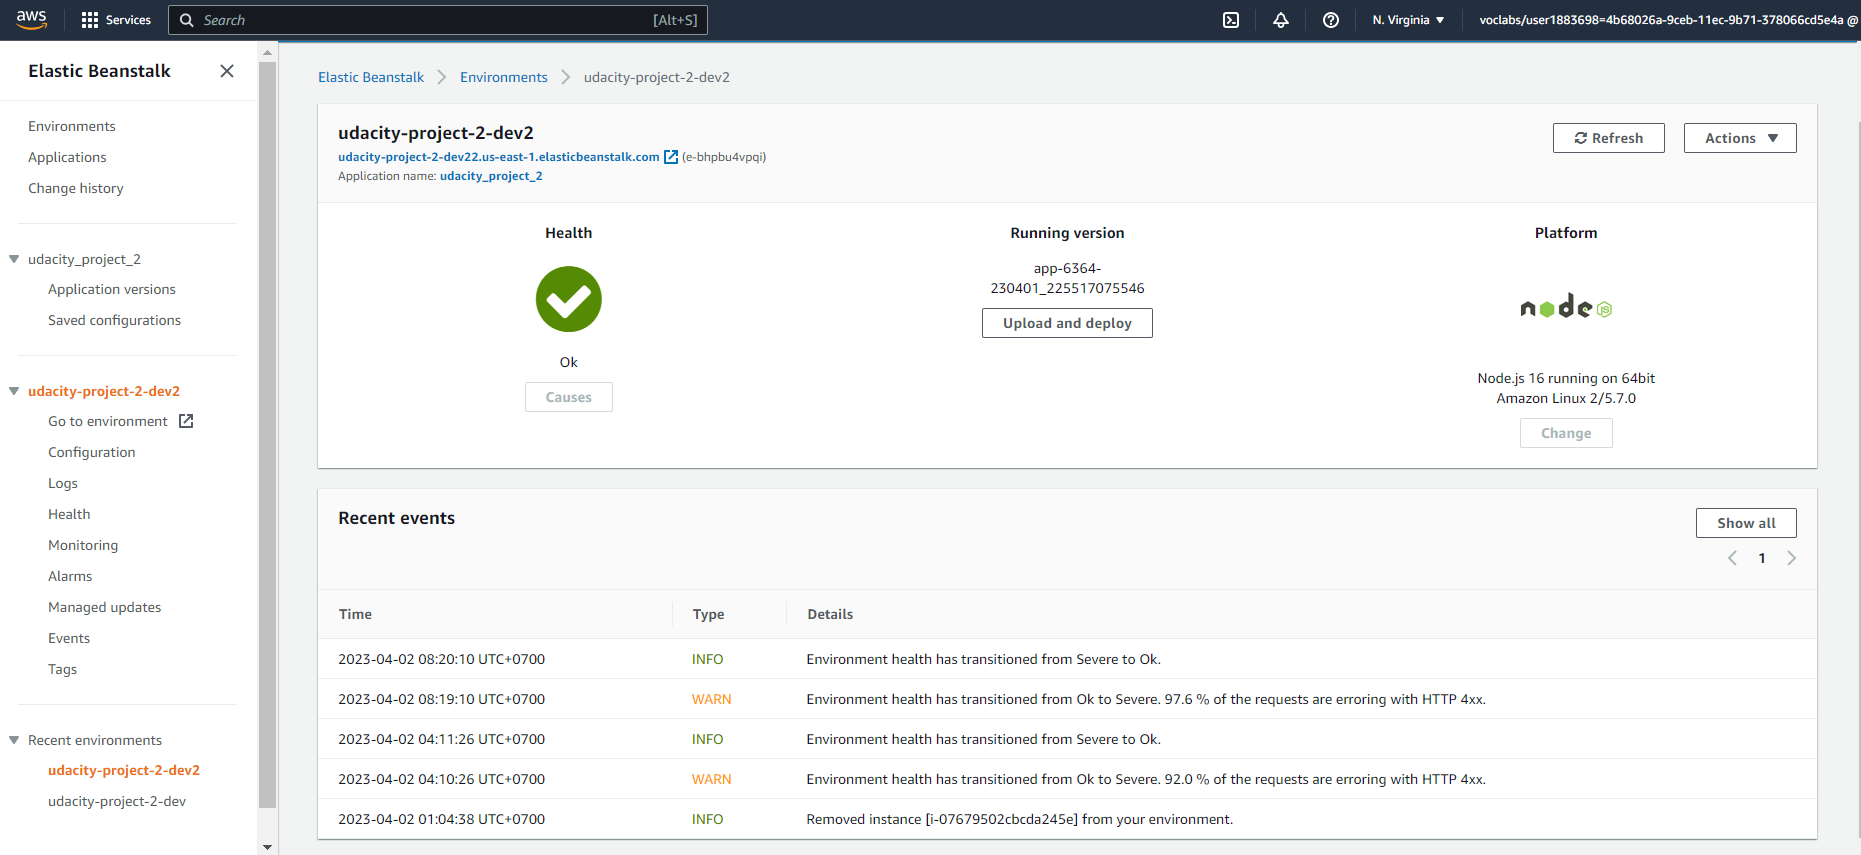 aws
Services
Search
[Alt+S]
N. Virginia
voclabs/user1883698=4b68026a-9ceb-11ec-9b71-378066cd5e4a @
Elastic Beanstalk
Environments
Applications
Change history
udacity_project_2
Application versions
Saved configurations
udacity-project-2-dev2
Go to environment
Configuration
Logs
Health
Monitoring
Alarms
Managed updates
Events
Tags
Recent environments
udacity-project-2-dev2
udacity-project-2-dev
Elastic Beanstalk
Environments
udacity-project-2-dev2
udacity-project-2-dev2
udacity-project-2-dev22.us-east-1.elasticbeanstalk.com (e-bhpbu4vpqi)
Application name: udacity_project_2
Refresh
Actions
Health
Ok
Causes
Running version
app-6364-
230401_225517075546
Upload and deploy
Platform
node JS
Node.js 16 running on 64bit
Amazon Linux 2/5.7.0
Change
Recent events
Show all
1
Time Type Details
2023-04-02 08:20:10 UTC+0700 INFO Environment health has transitioned from Severe to Ok.
2023-04-02 08:19:10 UTC+0700 WARN Environment health has transitioned from Ok to Severe. 97.6 % of the requests are erroring with HTTP 4xx.
2023-04-02 04:11:26 UTC+0700 INFO Environment health has transitioned from Severe to Ok.
2023-04-02 04:10:26 UTC+0700 WARN Environment health has transitioned from Ok to Severe. 92.0 % of the requests are erroring with HTTP 4xx.
2023-04-02 01:04:38 UTC+0700 INFO Removed instance [i-07679502cbcda245e] from your environment.